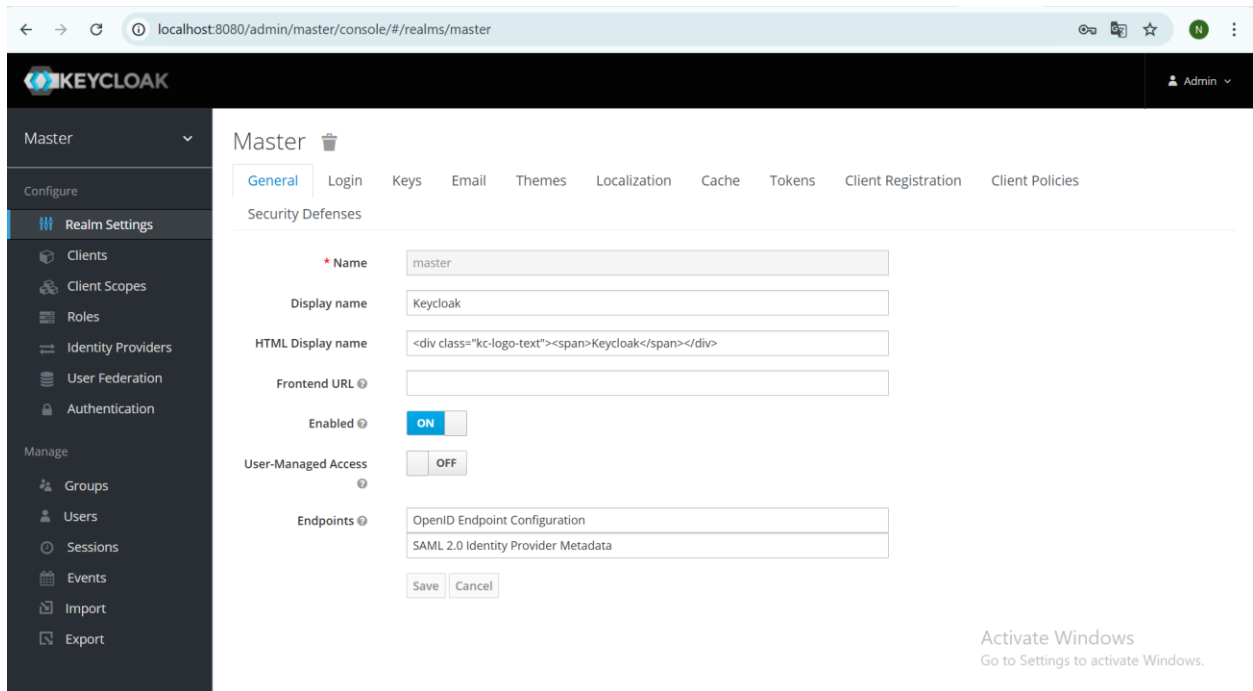 localhost:8080/admin/master/console/#/realms/master
N
KEYCLOAK
Admin
Master
Configure
Realm Settings
Clients
Client Scopes
Roles
Identity Providers
User Federation
Authentication
Manage
Groups
Users
Sessions
Events
Import
Export
Master
General Login Keys Email Themes Localization Cache Tokens Client Registration Client Policies
Security Defenses
* Name master
Display name Keycloak
HTML Display name <div class="kc-logo-text"><span>Keycloak</span></div>
Frontend URL
Enabled ON
User-Managed Access OFF
Endpoints OpenID Endpoint Configuration
SAML 2.0 Identity Provider Metadata
Save Cancel
Activate Windows
Go to Settings to activate Windows.